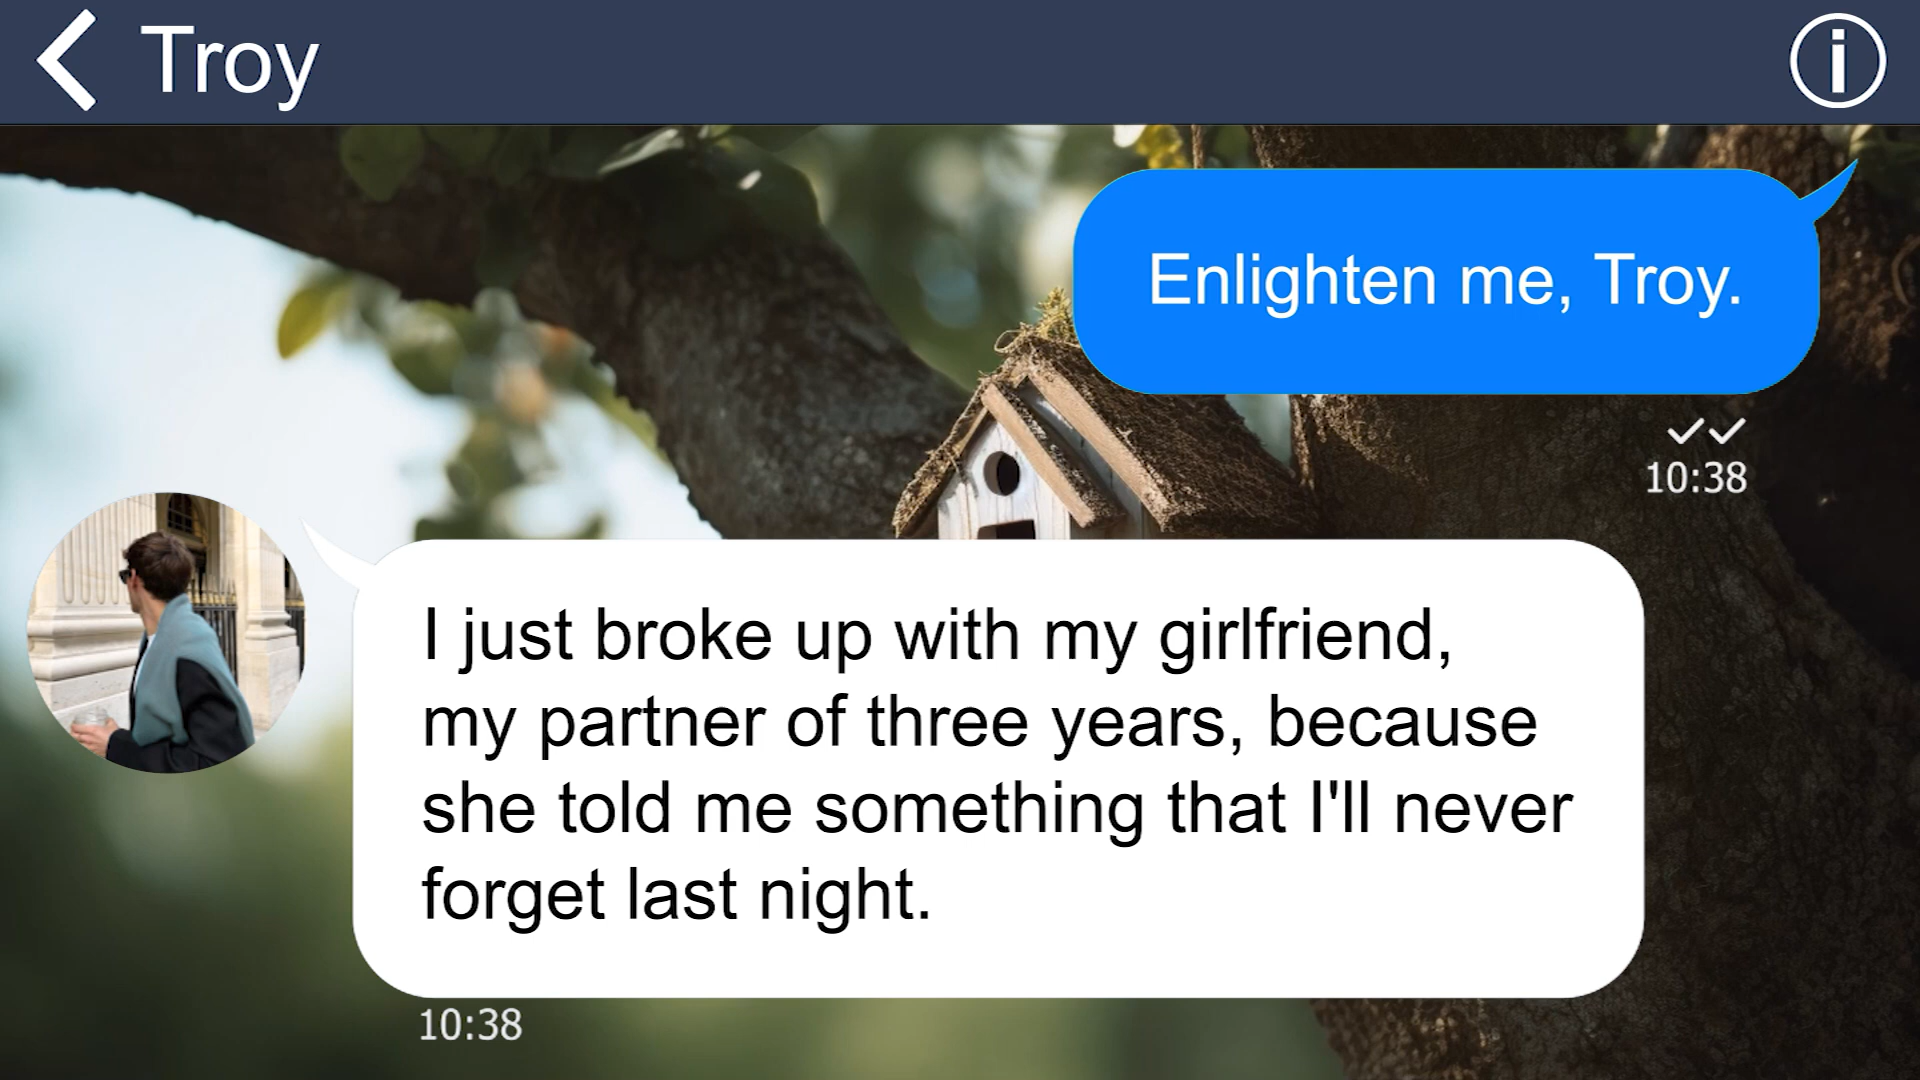 Troy
Enlighten me, Troy.
10:38
I just broke up with my girlfriend,
my partner of three years, because
she told me something that I'll never
forget last night.
10:38